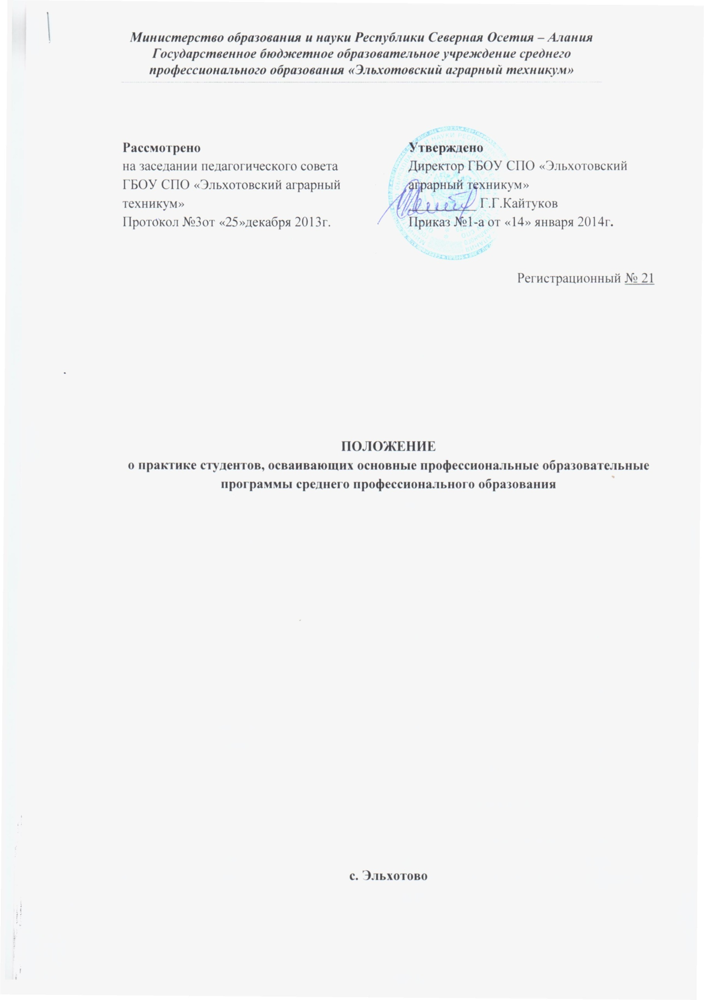 Министерство образования и науки Республики Северная Осетия – Алания
Государственное бюджетное образовательное учреждение среднего
профессионального образования «Эльхотовский аграрный техникум»
Рассмотрено
на заседании педагогического совета
ГБОУ СПО «Эльхотовский аграрный
техникум»
Протокол №3от «25»декабря 2013г.
Утверждено
Директор ГБОУ СПО «Эльхотовский
аграрный техникум»
__________ Г.Г.Кайтуков
Приказ №1-а от «14» января 2014г.
Регистрационный № 21
ПОЛОЖЕНИЕ
о практике студентов, осваивающих основные профессиональные образовательные
программы среднего профессионального образования
с. Эльхотово